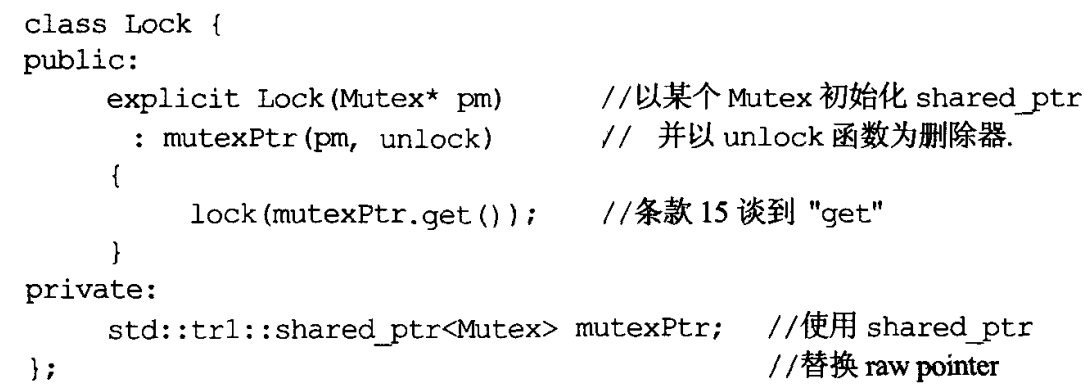 class Lock {
public:
explicit Lock(Mutex* pm) //以某个 Mutex 初始化 shared_ptr
: mutexPtr(pm, unlock) // 并以 unlock 函数为删除器.
{
lock(mutexPtr.get()); //条款 15 谈到 "get"
}
private:
std::tr1::shared_ptr<Mutex> mutexPtr; //使用 shared_ptr
}; //替换 raw pointer